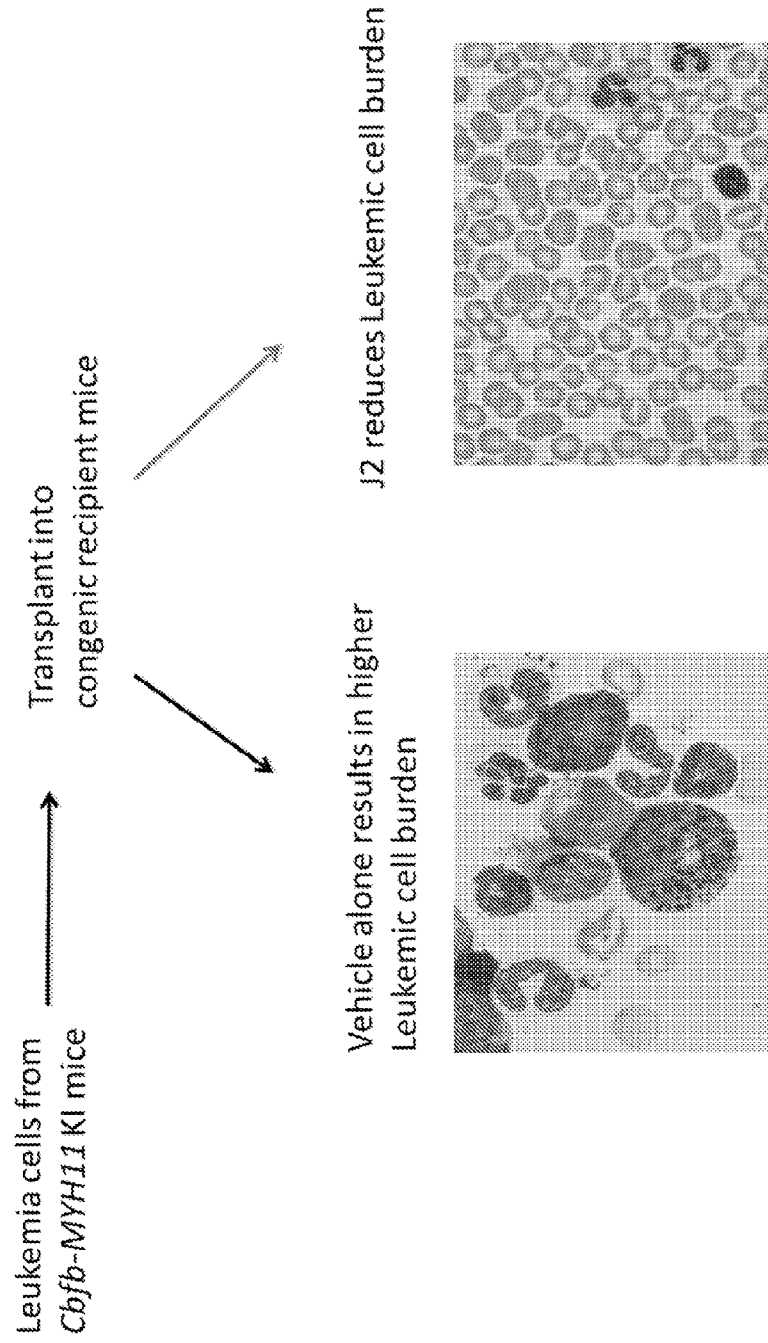 Leukemia cells from
Cbfb-MYH11 KI mice
Transplant into
congenic recipient mice
Vehicle alone results in higher
Leukemic cell burden
J2 reduces Leukemic cell burden